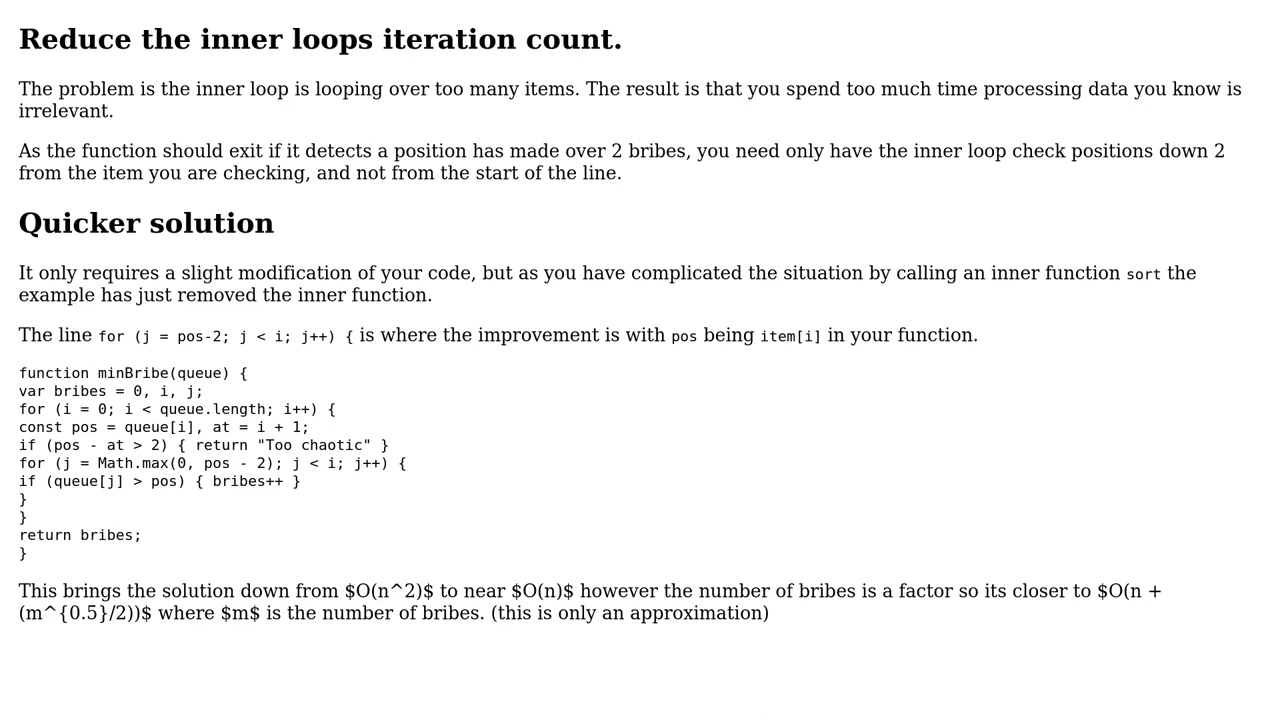 Reduce the inner loops iteration count.
The problem is the inner loop is looping over too many items. The result is that you spend too much time processing data you know is
irrelevant.
As the function should exit if it detects a position has made over 2 bribes, you need only have the inner loop check positions down 2
from the item you are checking, and not from the start of the line.
Quicker solution
It only requires a slight modification of your code, but as you have complicated the situation by calling an inner function sort the
example has just removed the inner function.
The line for (j = pos-2; j < i; j++) { is where the improvement is with pos being item[i] in your function.
function minBribe(queue) {
var bribes = 0, i, j;
for (i = 0; i < queue.length; i++) {
const pos = queue[i], at = i + 1;
if (pos - at > 2) { return "Too chaotic" }
for (j = Math.max(0, pos - 2); j < i; j++) {
if (queue[j] > pos) { bribes++ }
}
}
return bribes;
}
This brings the solution down from $O(n^2)$ to near $O(n)$ however the number of bribes is a factor so its closer to $O(n +
(m^{0.5}/2))$ where $m$ is the number of bribes. (this is only an approximation)